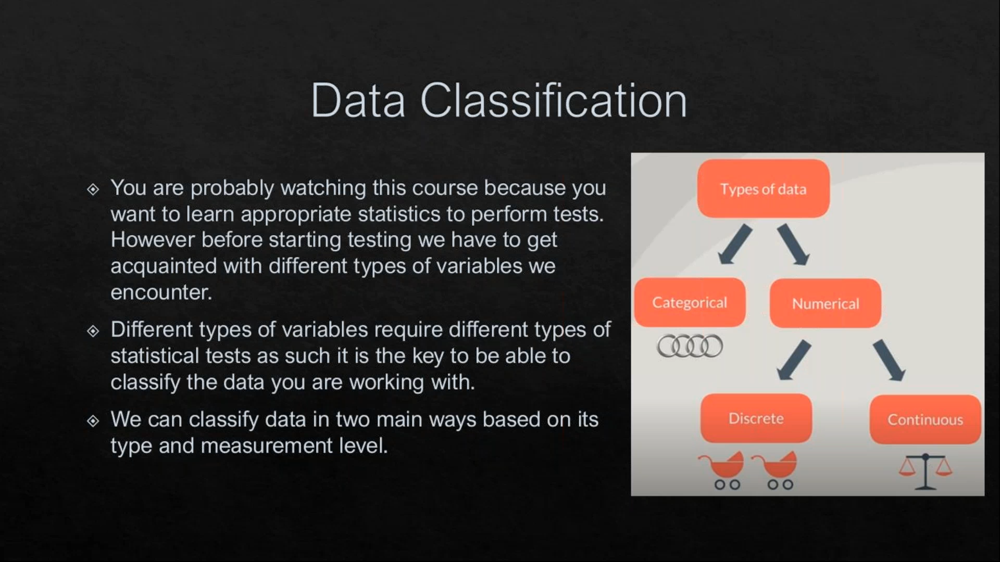 Data Classification
You are probably watching this course because you
want to learn appropriate statistics to perform tests.
However before starting testing we have to get
acquainted with different types of variables we
encounter.
Different types of variables require different types of
statistical tests as such it is the key to be able to
classify the data you are working with.
We can classify data in two main ways based on its
type and measurement level.
Types of data
Categorical
Numerical
Discrete
Continuous